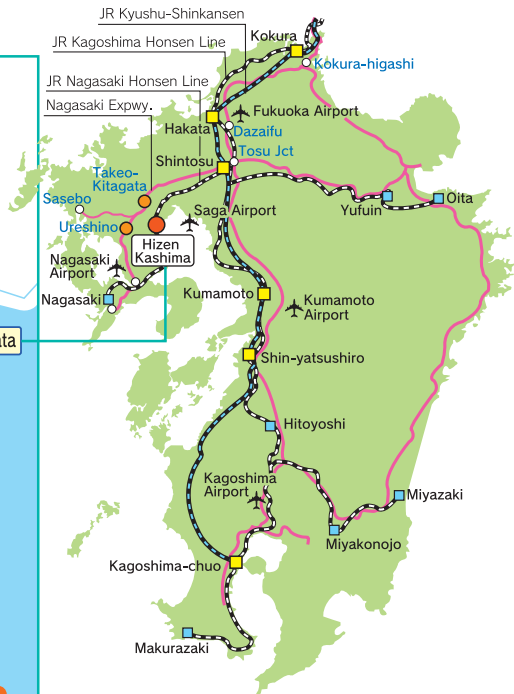 JR Kyushu-Shinkansen
Kokura
JR Kagoshima Honsen Line
Kokura-higashi
JR Nagasaki Honsen Line
Nagasaki Expwy.
Fukuoka Airport
Hakata
Dazaifu
Tosu Jct
Shintosu
Takeo-
Kitagata
Sasebo
Yufuin
Oita
Saga Airport
Ureshino
Hizen
Kashima
Nagasaki
Airport
Nagasaki
Kumamoto
Kumamoto
Airport
ata
Shin-yatsushiro
Hitoyoshi
Kagoshima
Airport
Miyazaki
Miyakonojo
Kagoshima-chuo
Makurazaki